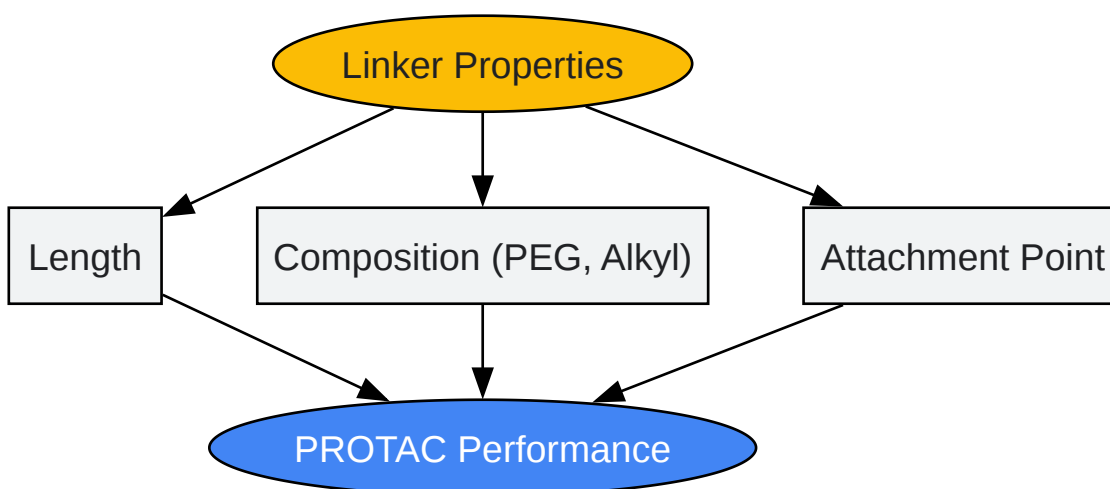 Linker Properties
Length
Composition (PEG, Alkyl)
Attachment Point
PROTAC Performance